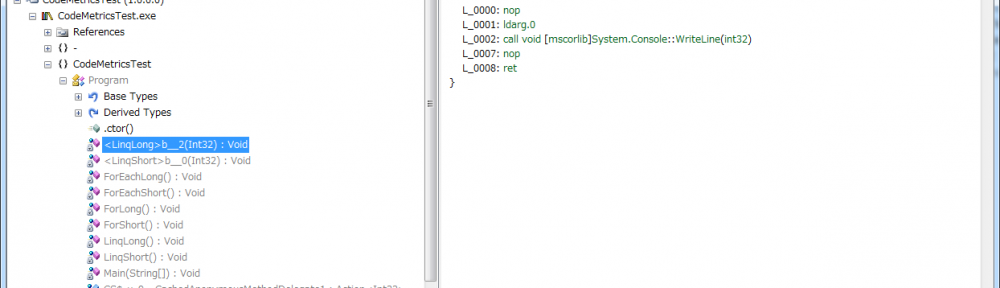 CodeMetricsTest (1.0.0.0)
CodeMetricsTest.exe
References
{ } -
{ } CodeMetricsTest
Program
Base Types
Derived Types
.ctor()
<LinqLong>b__2(Int32) : Void
<LinqShort>b__0(Int32) : Void
ForEachLong() : Void
ForEachShort() : Void
ForLong() : Void
ForShort() : Void
LinqLong() : Void
LinqShort() : Void
Main(String[]) : Void
L_0000: nop
L_0001: ldarg.0
L_0002: call void [mscorlib]System.Console::WriteLine(int32)
L_0007: nop
L_0008: ret
}